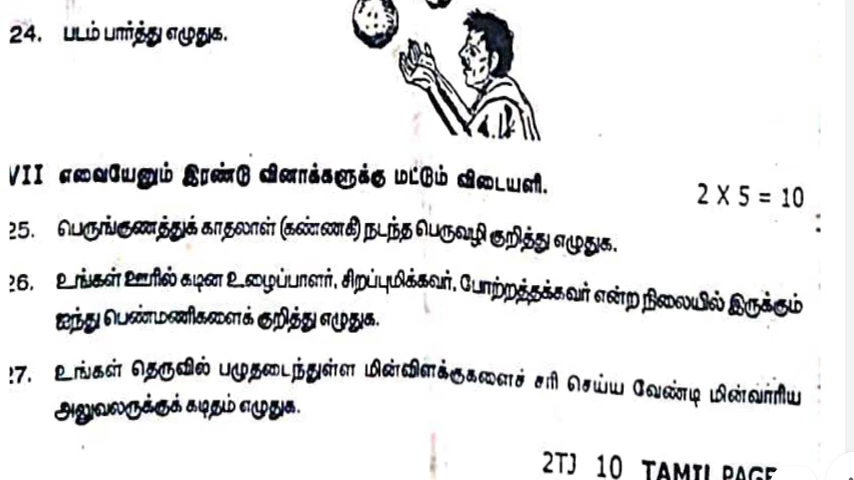 24. படம் பார்த்து எழுதுக.
VII எவையேனும் இரண்டு வினாக்களுக்கு மட்டும் விடையளி. 2 X 5 = 10
25. பெருங்குணத்துக் காதலாள் (கண்ணகி) நடந்த பெருவழி குறித்து எழுதுக.
26. உங்கள் ஊரில் கடின உழைப்பாளர், சிறப்புமிக்கவர், போற்றத்தக்கவர் என்ற நிலையில் இருக்கும்
ஐந்து பெண்மணிகளைக் குறித்து எழுதுக.
27. உங்கள் தெருவில் பழுதடைந்துள்ள மின்விளக்குகளைச் சரி செய்ய வேண்டி மின்வாரிய
அலுவலருக்குக் கடிதம் எழுதுக.
2TJ 10 TAMIL PAGE